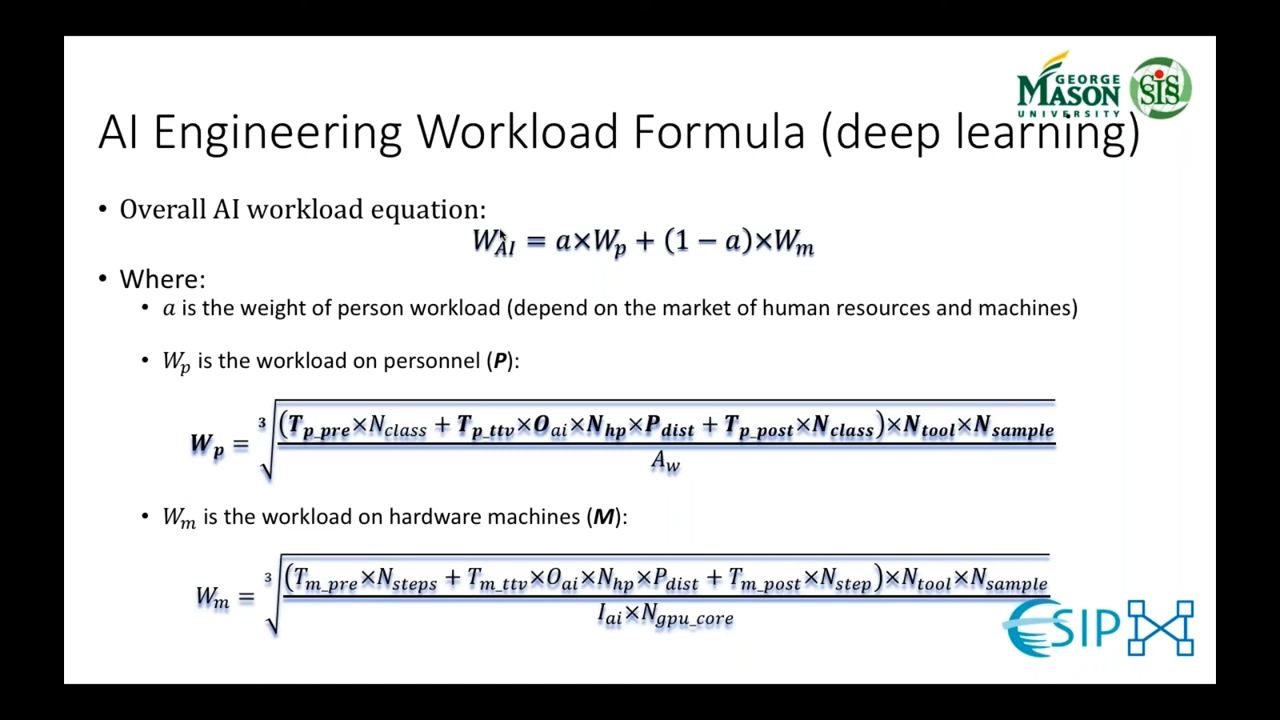 GEORGE
MASON
UNIVERSITY
SIS
AI Engineering Workload Formula (deep learning)
• Overall AI workload equation:
W_AI = a×W_p + (1 − a)×W_m
• Where:
• a is the weight of person workload (depend on the market of human resources and machines)
• W_p is the workload on personnel (P):
W_p = ∛((T_p_pre×N_class + T_p_ttv×O_ai×N_hp×P_dist + T_p_post×N_class)×N_tool×N_sample / A_w)
• W_m is the workload on hardware machines (M):
W_m = ∛((T_m_pre×N_steps + T_m_ttv×O_ai×N_hp×P_dist + T_m_post×N_step)×N_tool×N_sample / I_ai×N_gpu_core)
ESIP